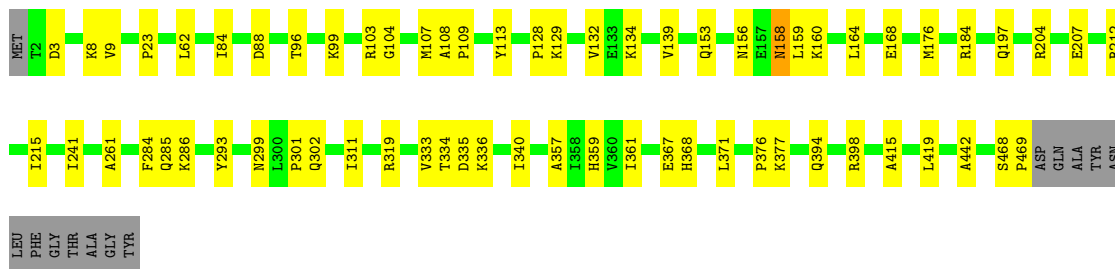 MET T2 D3 K8 V9 P23 L62 I84 D88 T96 K99 R103 G104 M107 A108 P109 Y113 P128 K129 V132 E133 K134 V139 Q153 N156 E157 N158 L159 K160 L164 E168 M176 R184 Q197 R204 E207
I215 I241 A261 F284 Q285 K286 Y293 N299 L300 P301 Q302 I311 R319 V333 T334 D335 K336 I340 A357 I358 H359 V360 I361 E367 H368 L371 P376 K377 Q394 R398 A415 L419 A442 S468 P469 ASP GLN ALA TYR ASN
LEU PHE GLY THR ALA GLY TYR